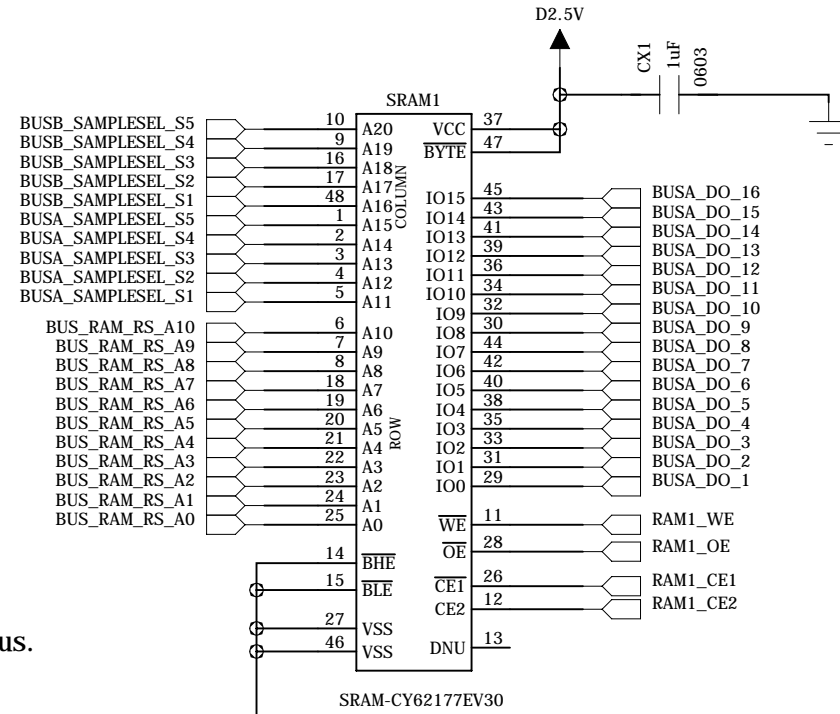 D2.5V
CX1
1uF
0603
SRAM1
BUSB_SAMPLESEL_S5 10 A20 VCC 37
BUSB_SAMPLESEL_S4 9 A19 BYTE 47
BUSB_SAMPLESEL_S3 16 A18
BUSB_SAMPLESEL_S2 17 A17
BUSB_SAMPLESEL_S1 48 A16 IO15 45 BUSA_DO_16
BUSA_SAMPLESEL_S5 1 A15 IO14 43 BUSA_DO_15
BUSA_SAMPLESEL_S4 2 A14 IO13 41 BUSA_DO_14
BUSA_SAMPLESEL_S3 3 A13 IO12 39 BUSA_DO_13
BUSA_SAMPLESEL_S2 4 A12 IO11 36 BUSA_DO_12
BUSA_SAMPLESEL_S1 5 A11 IO10 34 BUSA_DO_11
COLUMN
IO9 32 BUSA_DO_10
BUS_RAM_RS_A10 6 A10 IO8 30 BUSA_DO_9
BUS_RAM_RS_A9 7 A9 IO7 44 BUSA_DO_8
BUS_RAM_RS_A8 8 A8 IO6 42 BUSA_DO_7
BUS_RAM_RS_A7 18 A7 IO5 40 BUSA_DO_6
BUS_RAM_RS_A6 19 A6 IO4 38 BUSA_DO_5
BUS_RAM_RS_A5 20 A5 IO3 35 BUSA_DO_4
BUS_RAM_RS_A4 21 A4 IO2 33 BUSA_DO_3
BUS_RAM_RS_A3 22 A3 IO1 31 BUSA_DO_2
BUS_RAM_RS_A2 23 A2 IO0 29 BUSA_DO_1
BUS_RAM_RS_A1 24 A1
BUS_RAM_RS_A0 25 A0 WE 11 RAM1_WE
ROW
OE 28 RAM1_OE
14 BHE
15 BLE CE1 26 RAM1_CE1
CE2 12 RAM1_CE2
27 VSS
46 VSS DNU 13
us.
SRAM-CY62177EV30